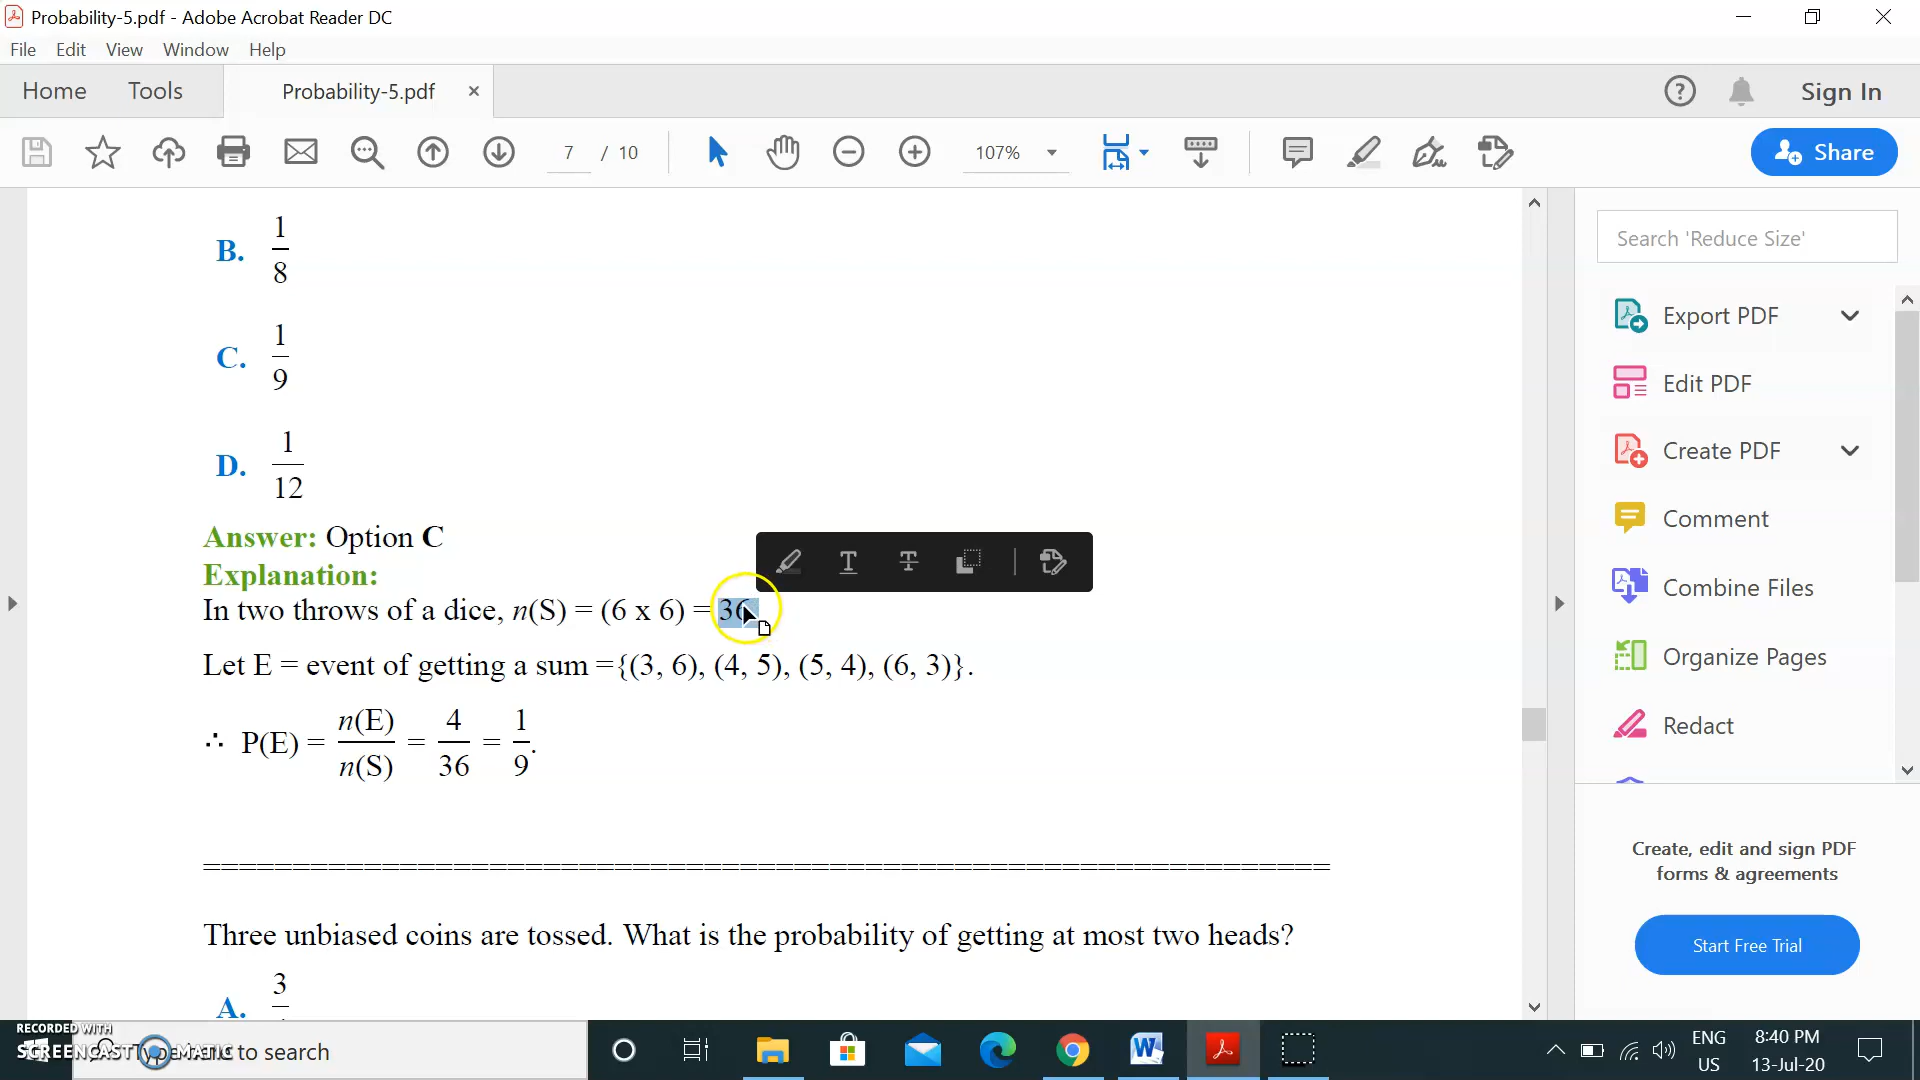 Probability-5.pdf - Adobe Acrobat Reader DC
File Edit View Window Help
Home Tools Probability-5.pdf × Sign In
7 / 10 107% Share
B. 1/8
C. 1/9
D. 1/12
Answer: Option C
Explanation:
In two throws of a dice, n(S) = (6 x 6) = 36
Let E = event of getting a sum ={(3, 6), (4, 5), (5, 4), (6, 3)}.
∴ P(E) = n(E)/n(S) = 4/36 = 1/9.
===============================================================
Three unbiased coins are tossed. What is the probability of getting at most two heads?
A. 3
Search 'Reduce Size'
Export PDF
Edit PDF
Create PDF
Comment
Combine Files
Organize Pages
Redact
Create, edit and sign PDF
forms & agreements
Start Free Trial
RECORDED WITH
SCREENCAST MATIC
to search
ENG
US
8:40 PM
13-Jul-20